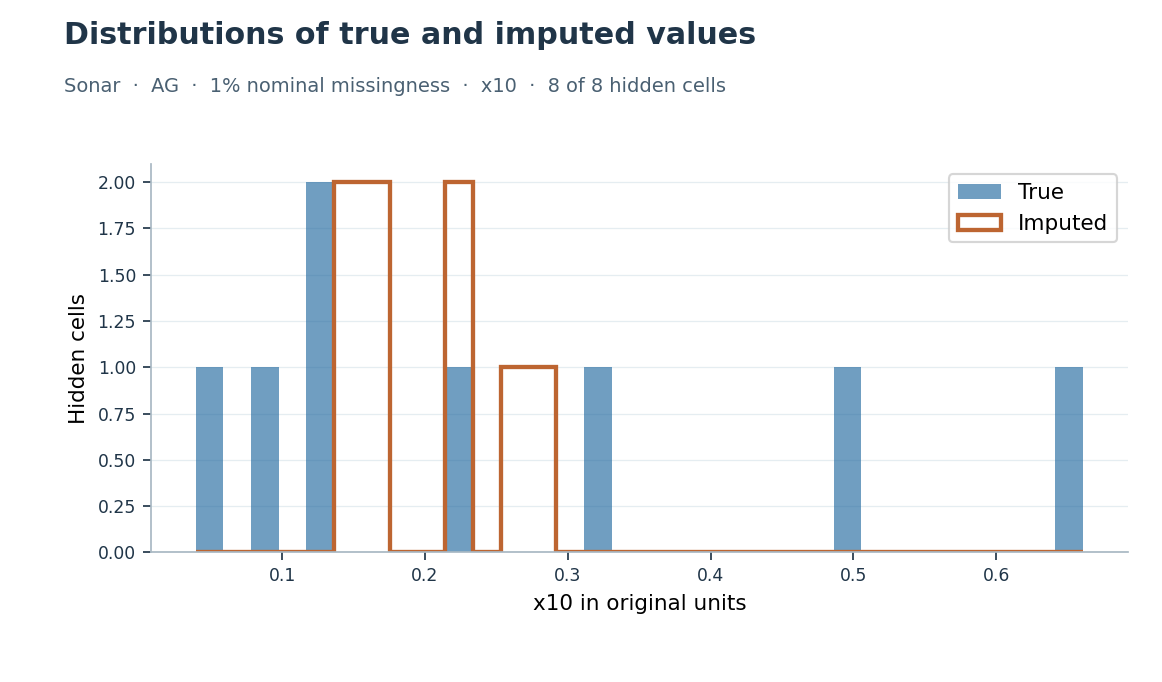 Distributions of true and imputed values
Sonar · AG · 1% nominal missingness · x10 · 8 of 8 hidden cells
True
Imputed
Hidden cells
2.00
1.75
1.50
1.25
1.00
0.75
0.50
0.25
0.00
0.1
0.2
0.3
0.4
0.5
0.6
x10 in original units